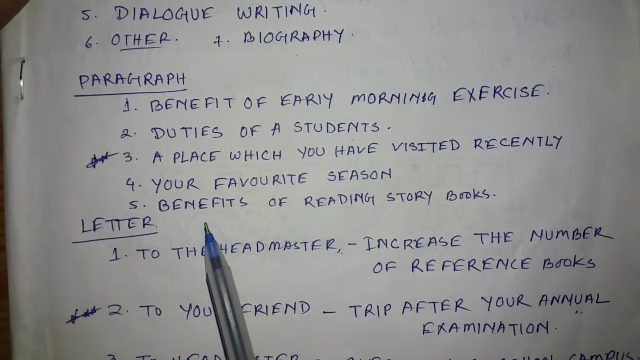 5. DIALOGUE WRITING.
6. OTHER. 7. BIOGRAPHY.
PARAGRAPH
1. BENEFIT OF EARLY MORNING EXERCISE.
2. DUTIES OF A STUDENTS.
3. A PLACE WHICH YOU HAVE VISITED RECENTLY
4. YOUR FAVOURITE SEASON
5. BENEFITS OF READING STORY BOOKS.
LETTER
1. TO THE HEADMASTER, - INCREASE THE NUMBER
OF REFERENCE BOOKS
2. TO YOUR FRIEND - TRIP AFTER YOUR ANNUAL
EXAMINATION.